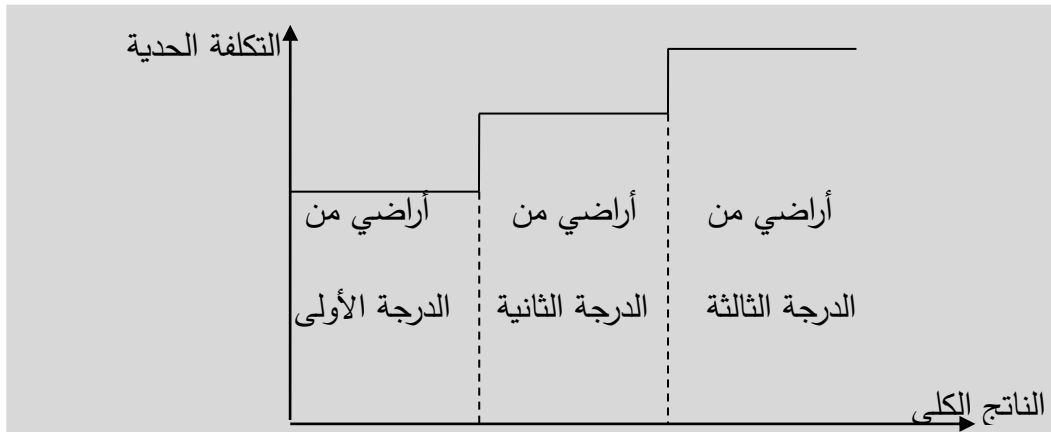 التكلفة الحدية
أراضي من
الدرجة الأولى
أراضي من
الدرجة الثانية
أراضي من
الدرجة الثالثة
الناتج الكلي